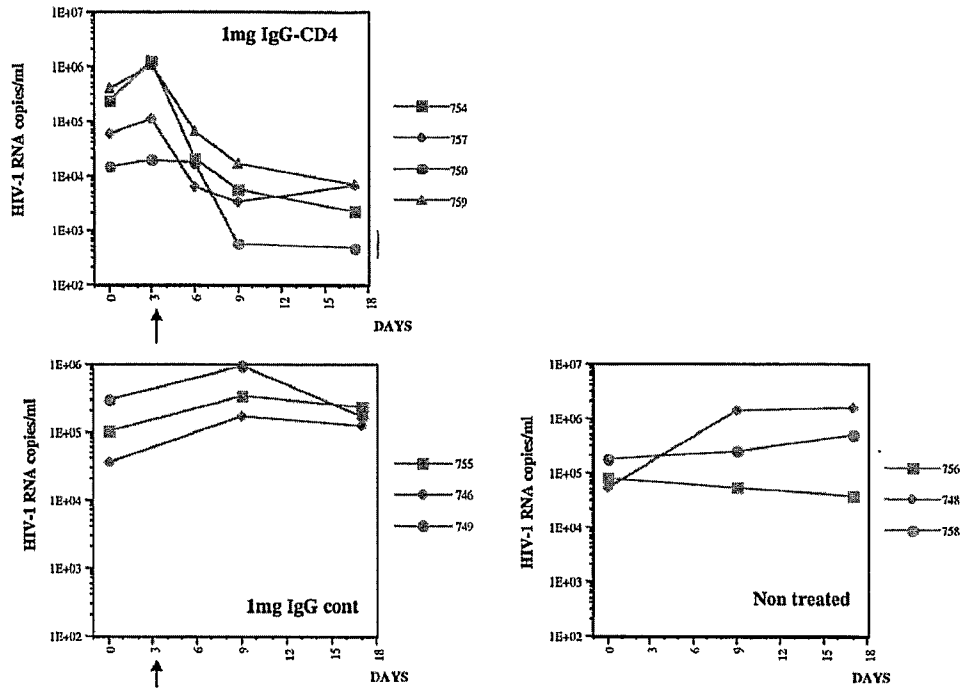 1E+07
1mg IgG-CD4
1E+06
1E+05
1E+04
1E+03
1E+02
HIV-1 RNA copies/ml
0 3 6 9 12 15 18
DAYS
754
757
750
759
1E+06
1E+05
1E+04
1E+03
1E+02
HIV-1 RNA copies/ml
1mg IgG cont
0 3 6 9 12 15 18
DAYS
755
746
749
1E+07
1E+06
1E+05
1E+04
1E+03
1E+02
HIV-1 RNA copies/ml
Non treated
0 3 6 9 12 15 18
DAYS
756
748
758